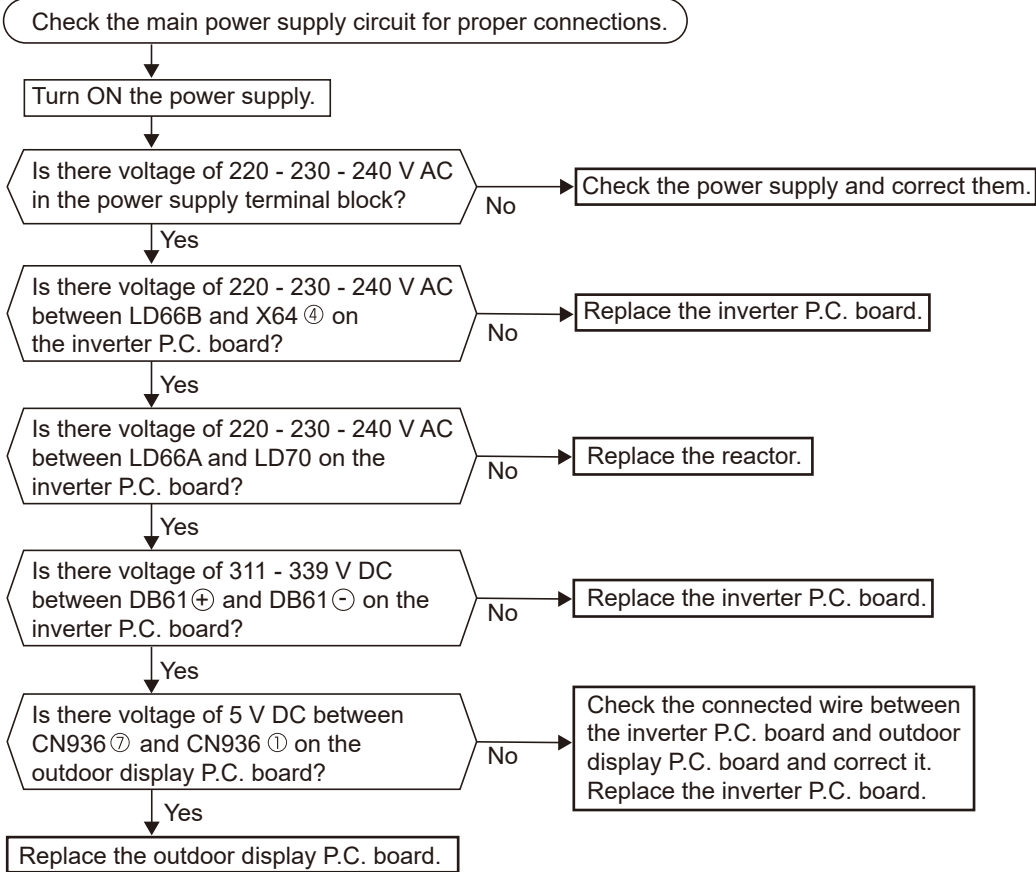 Check the main power supply circuit for proper connections.
Turn ON the power supply.
Is there voltage of 220 - 230 - 240 V AC
in the power supply terminal block?
No
Check the power supply and correct them.
Yes
Is there voltage of 220 - 230 - 240 V AC
between LD66B and X64 ④ on
the inverter P.C. board?
No
Replace the inverter P.C. board.
Yes
Is there voltage of 220 - 230 - 240 V AC
between LD66A and LD70 on the
inverter P.C. board?
No
Replace the reactor.
Yes
Is there voltage of 311 - 339 V DC
between DB61⊕ and DB61⊖ on the
inverter P.C. board?
No
Replace the inverter P.C. board.
Yes
Is there voltage of 5 V DC between
CN936⑦ and CN936① on the
outdoor display P.C. board?
No
Check the connected wire between
the inverter P.C. board and outdoor
display P.C. board and correct it.
Replace the inverter P.C. board.
Yes
Replace the outdoor display P.C. board.